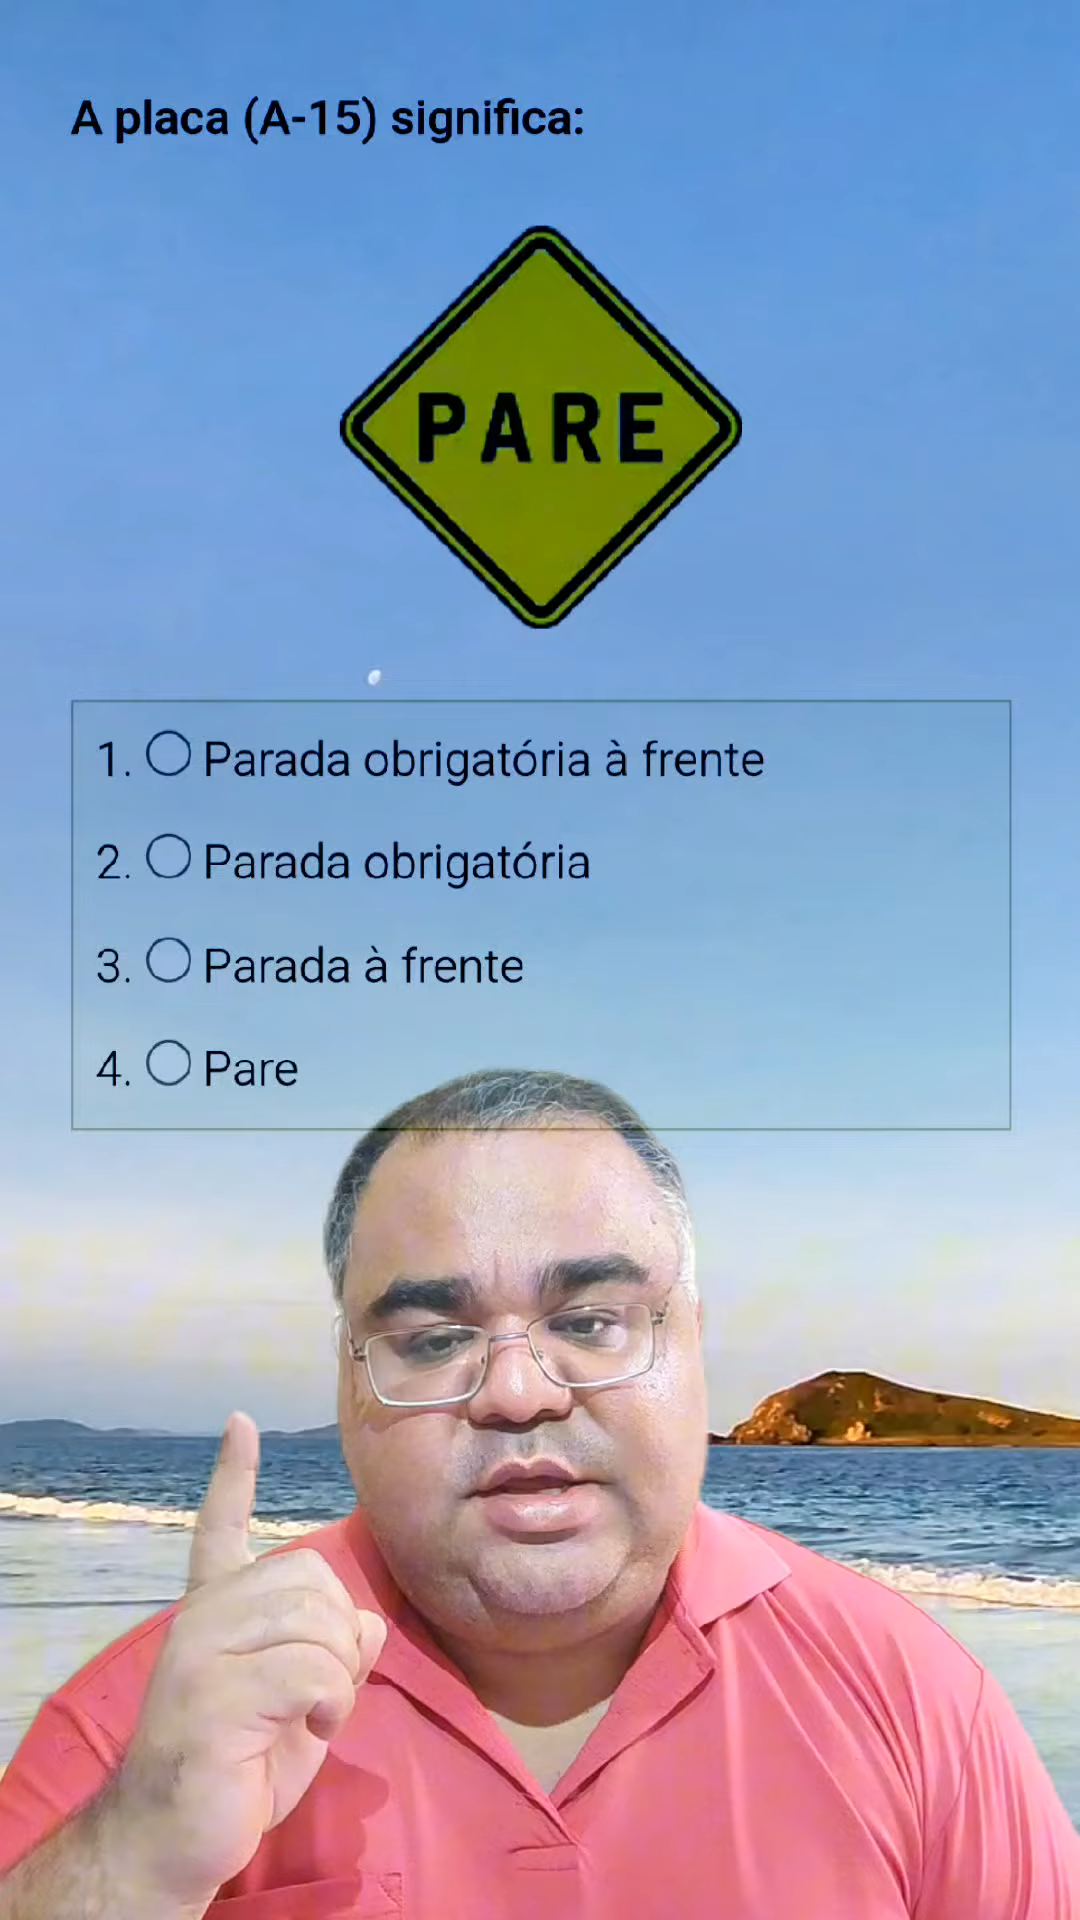 A placa (A-15) significa:
PARE
1. Parada obrigatória à frente
2. Parada obrigatória
3. Parada à frente
4. Pare